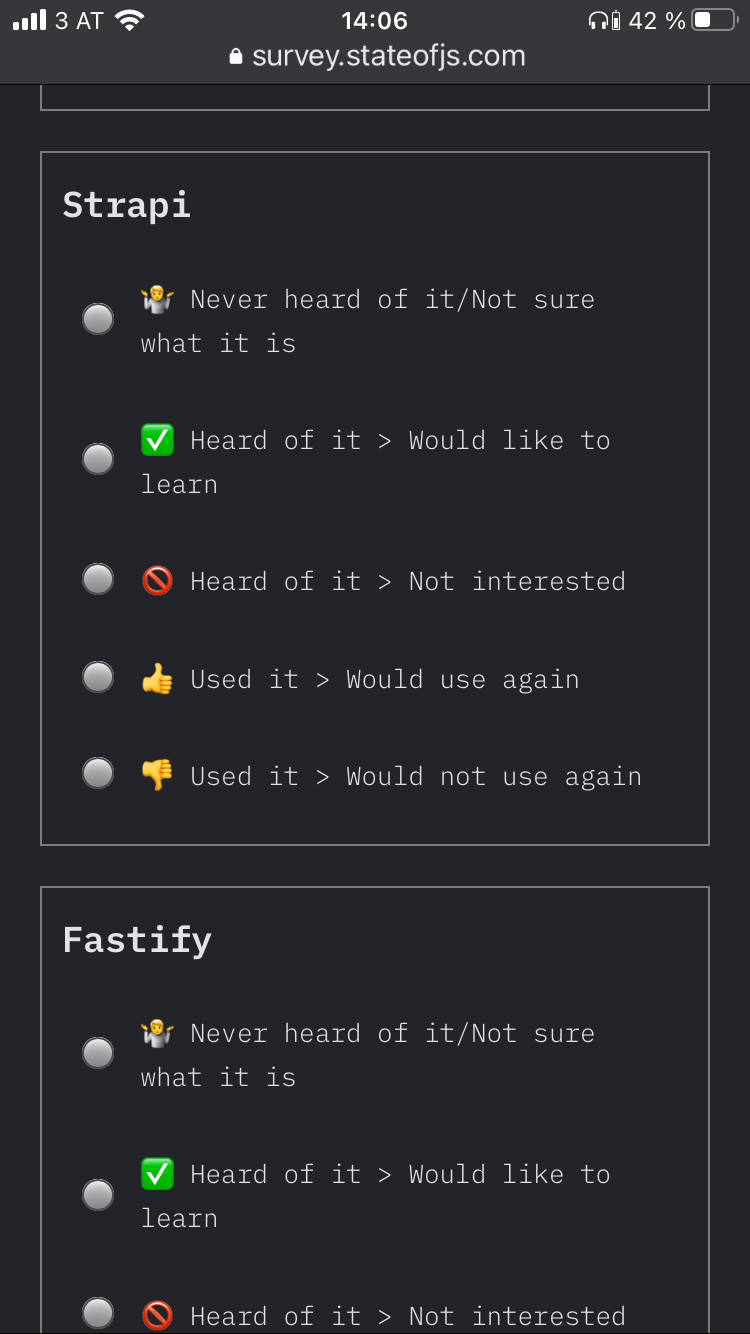 3 AT 14:06 42 %
survey.stateofjs.com
Strapi
🤷 Never heard of it/Not sure
what it is
✅ Heard of it > Would like to
learn
🚫 Heard of it > Not interested
👍 Used it > Would use again
👎 Used it > Would not use again
Fastify
🤷 Never heard of it/Not sure
what it is
✅ Heard of it > Would like to
learn
🚫 Heard of it > Not interested